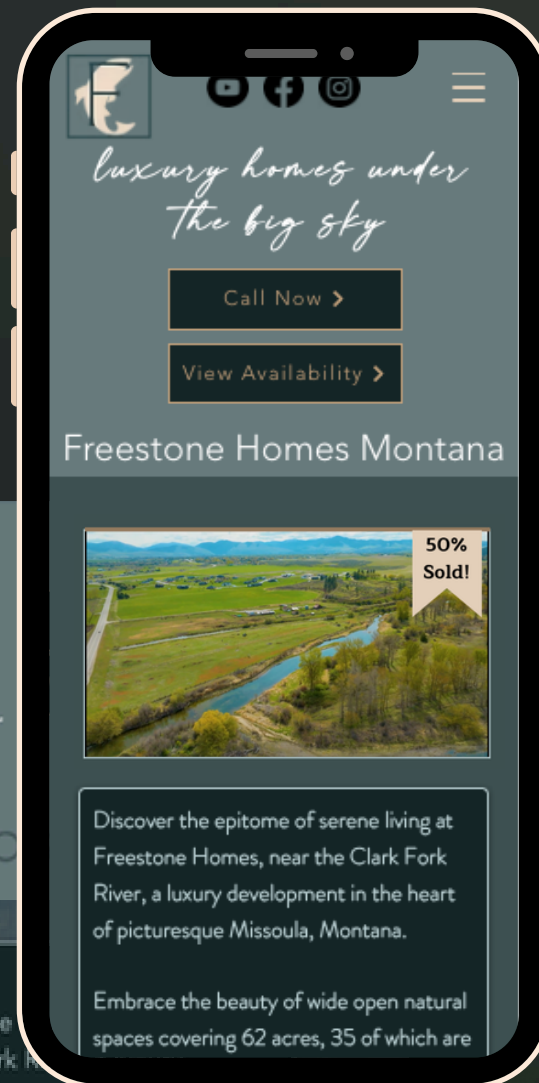 F
luxury homes under
the big sky
Call Now
View Availability
Freestone Homes Montana
50%
Sold!
Discover the epitome of serene living at
Freestone Homes, near the Clark Fork
River, a luxury development in the heart
of picturesque Missoula, Montana.
Embrace the beauty of wide open natural
spaces covering 62 acres, 35 of which are